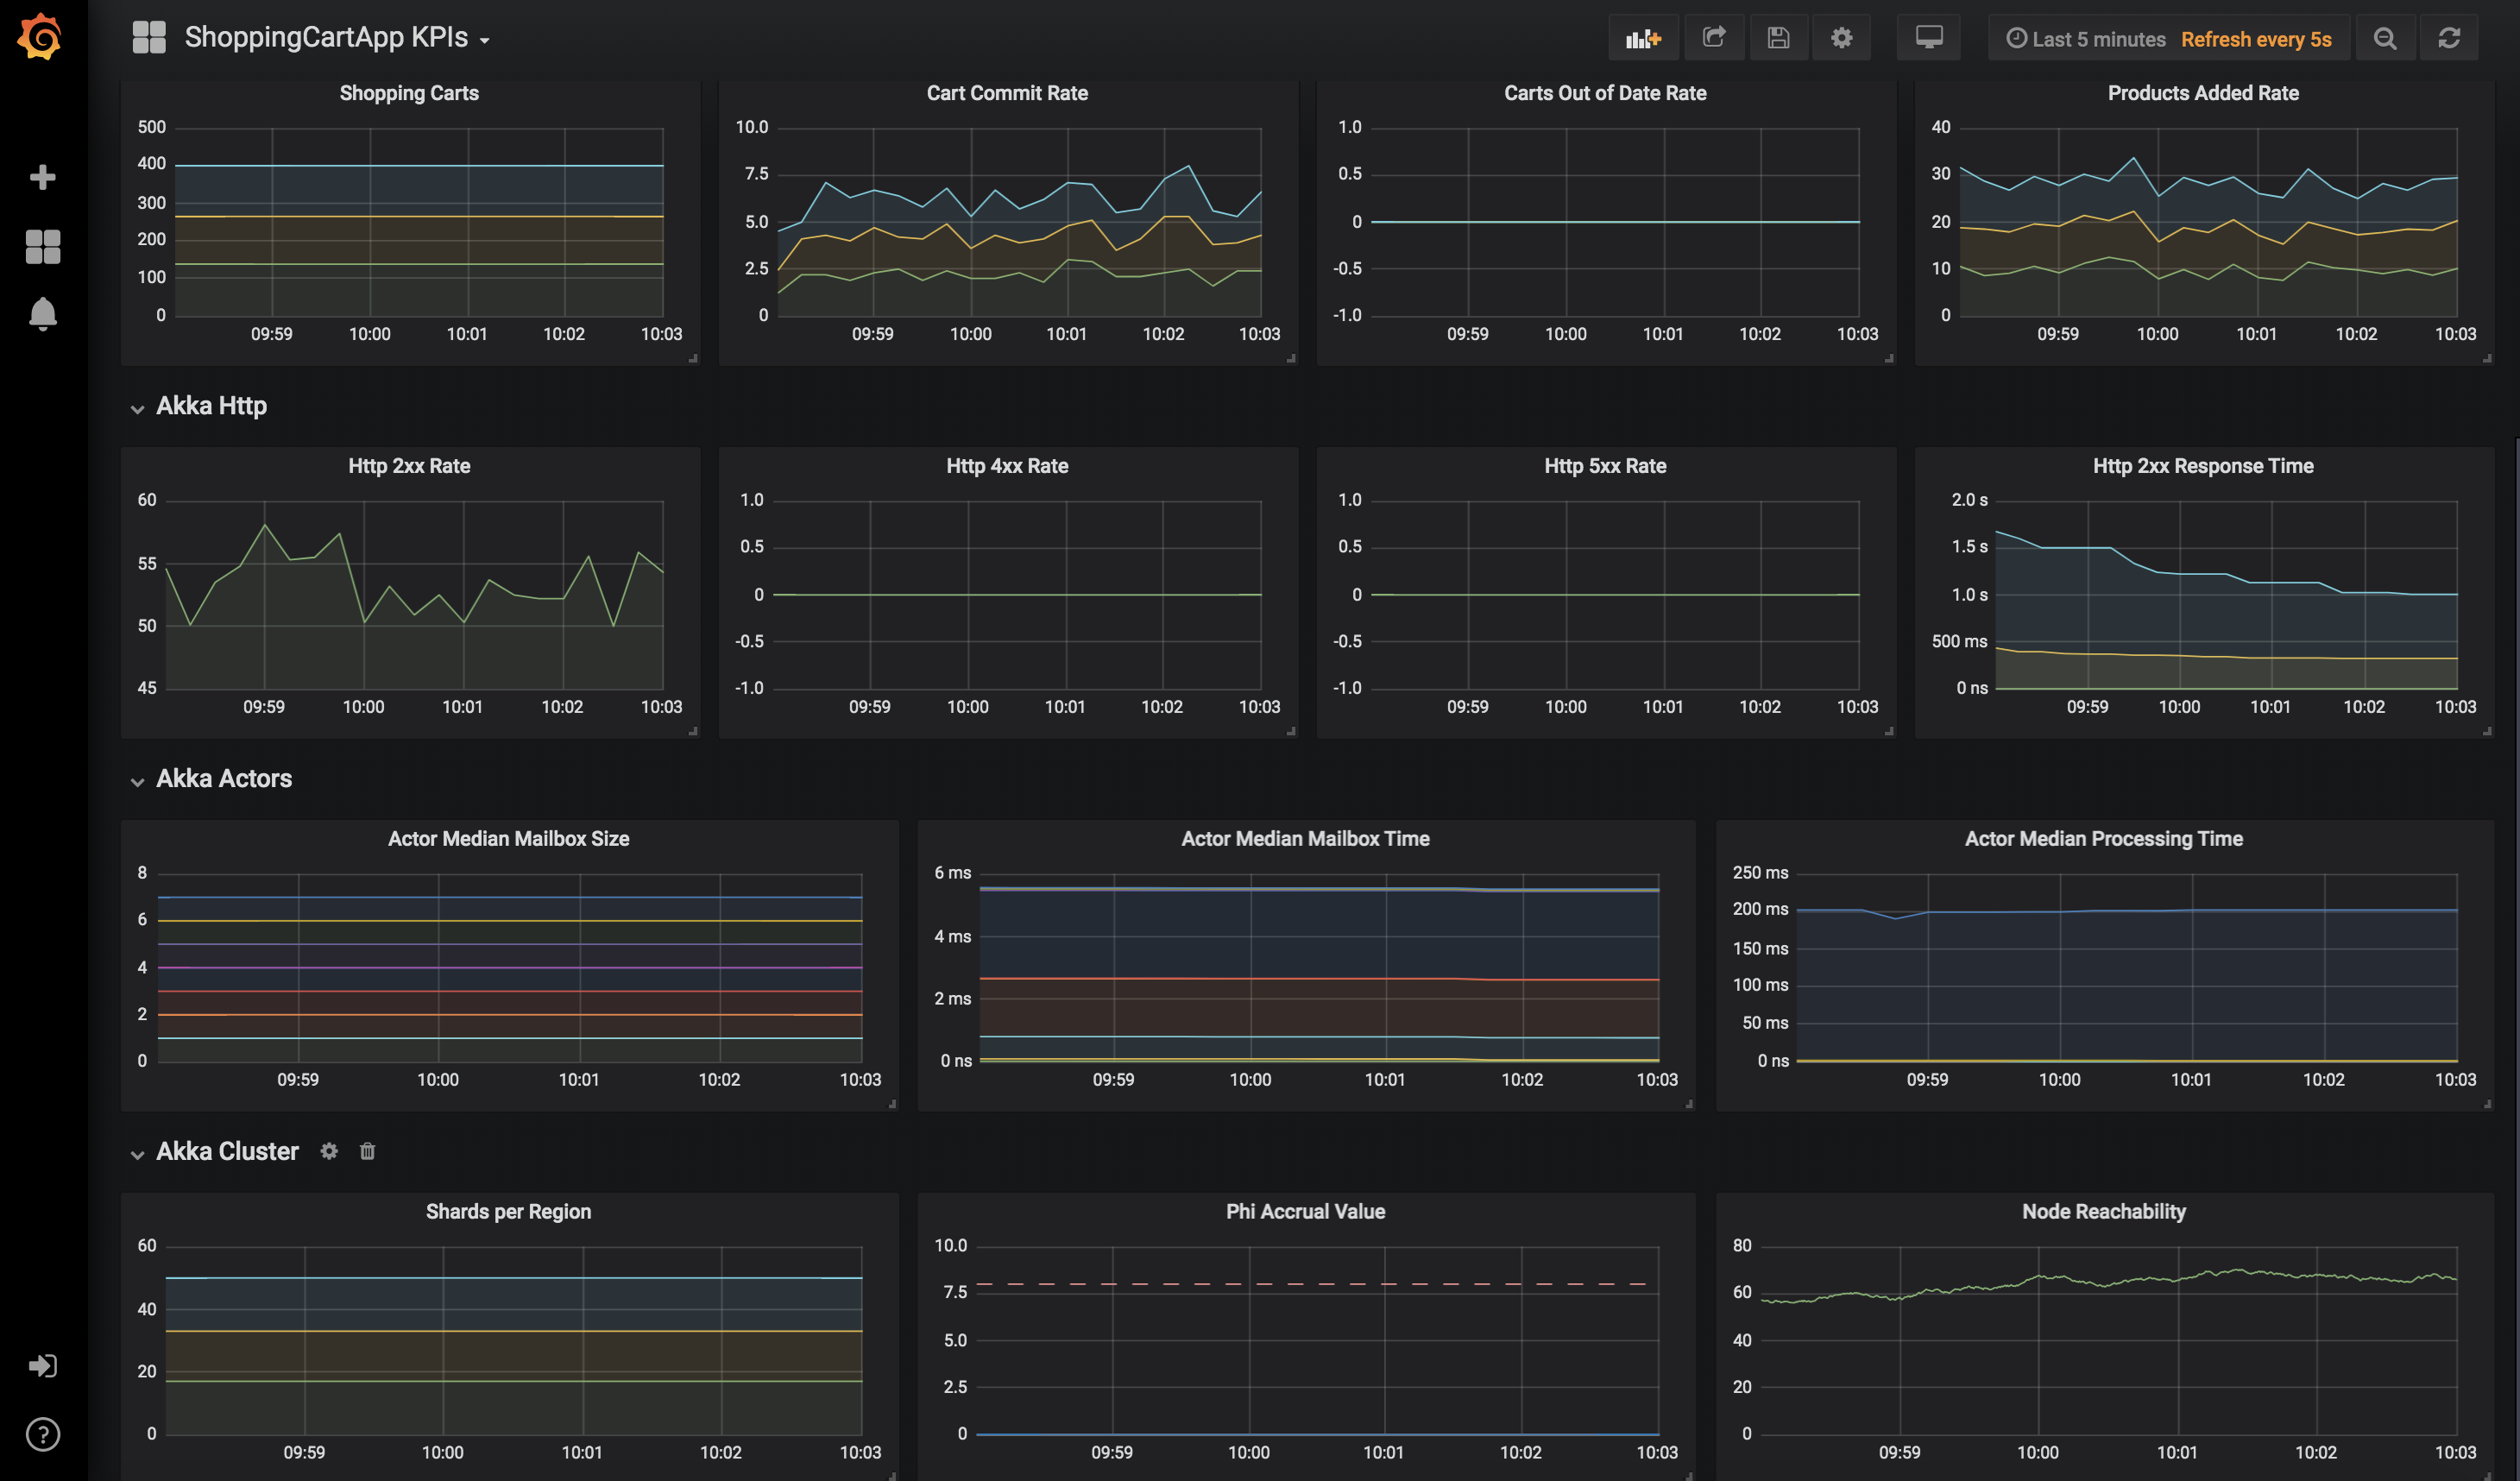 ShoppingCartApp KPIs
Last 5 minutes Refresh every 5s
Shopping Carts
500
400
300
200
100
0
09:59 10:00 10:01 10:02 10:03
Cart Commit Rate
10.0
7.5
5.0
2.5
0
09:59 10:00 10:01 10:02 10:03
Carts Out of Date Rate
1.0
0.5
0
-0.5
-1.0
09:59 10:00 10:01 10:02 10:03
Products Added Rate
40
30
20
10
0
09:59 10:00 10:01 10:02 10:03
Akka Http
Http 2xx Rate
60
55
50
45
09:59 10:00 10:01 10:02 10:03
Http 4xx Rate
1.0
0.5
0
-0.5
-1.0
09:59 10:00 10:01 10:02 10:03
Http 5xx Rate
1.0
0.5
0
-0.5
-1.0
09:59 10:00 10:01 10:02 10:03
Http 2xx Response Time
2.0 s
1.5 s
1.0 s
500 ms
0 ns
09:59 10:00 10:01 10:02 10:03
Akka Actors
Actor Median Mailbox Size
8
6
4
2
0
09:59 10:00 10:01 10:02 10:03
Actor Median Mailbox Time
6 ms
4 ms
2 ms
0 ns
09:59 10:00 10:01 10:02 10:03
Actor Median Processing Time
250 ms
200 ms
150 ms
100 ms
50 ms
0 ns
09:59 10:00 10:01 10:02 10:03
Akka Cluster
Shards per Region
60
40
20
0
09:59 10:00 10:01 10:02 10:03
Phi Accrual Value
10.0
7.5
5.0
2.5
0
09:59 10:00 10:01 10:02 10:03
Node Reachability
80
60
40
20
0
09:59 10:00 10:01 10:02 10:03